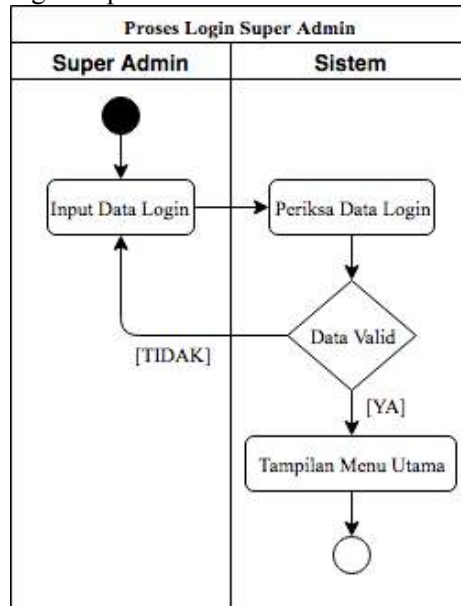 Proses Login Super Admin
Super Admin
Sistem
Input Data Login
Periksa Data Login
Data Valid
[TIDAK]
[YA]
Tampilan Menu Utama